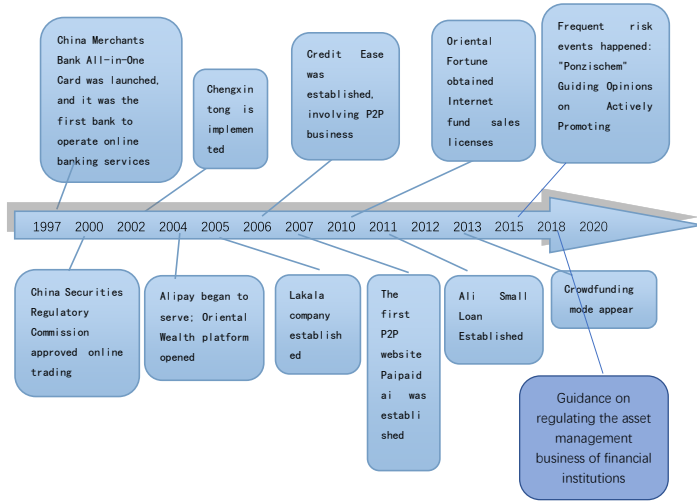 China Merchants
Bank All-in-One
Card was launched,
and it was the
first bank to
operate online
banking services
Chengxin
tong is
implemen
ted
Credit Ease
was
established,
involving P2P
business
Oriental
Fortune
obtained
Internet
fund sales
licenses
Frequent risk
events happened:
"Ponzischem"
Guiding Opinions
on Actively
Promoting
1997 2000 2002 2004 2005 2006 2007 2010 2011 2012 2013 2015 2018 2020
China Securities
Regulatory
Commission
approved online
trading
Alipay began to
serve; Oriental
Wealth platform
opened
Lakala
company
establish
ed
The
first
P2P
website
Paipaid
ai was
establi
shed
Ali Small
Loan
Established
Crowdfunding
mode appear
Guidance on
regulating the asset
management
business of financial
institutions